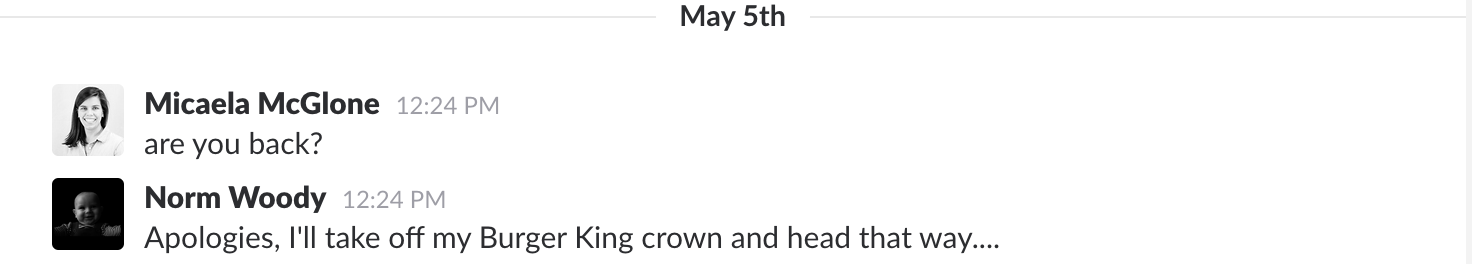 May 5th
Micaela McGlone 12:24 PM
are you back?
Norm Woody 12:24 PM
Apologies, I'll take off my Burger King crown and head that way....